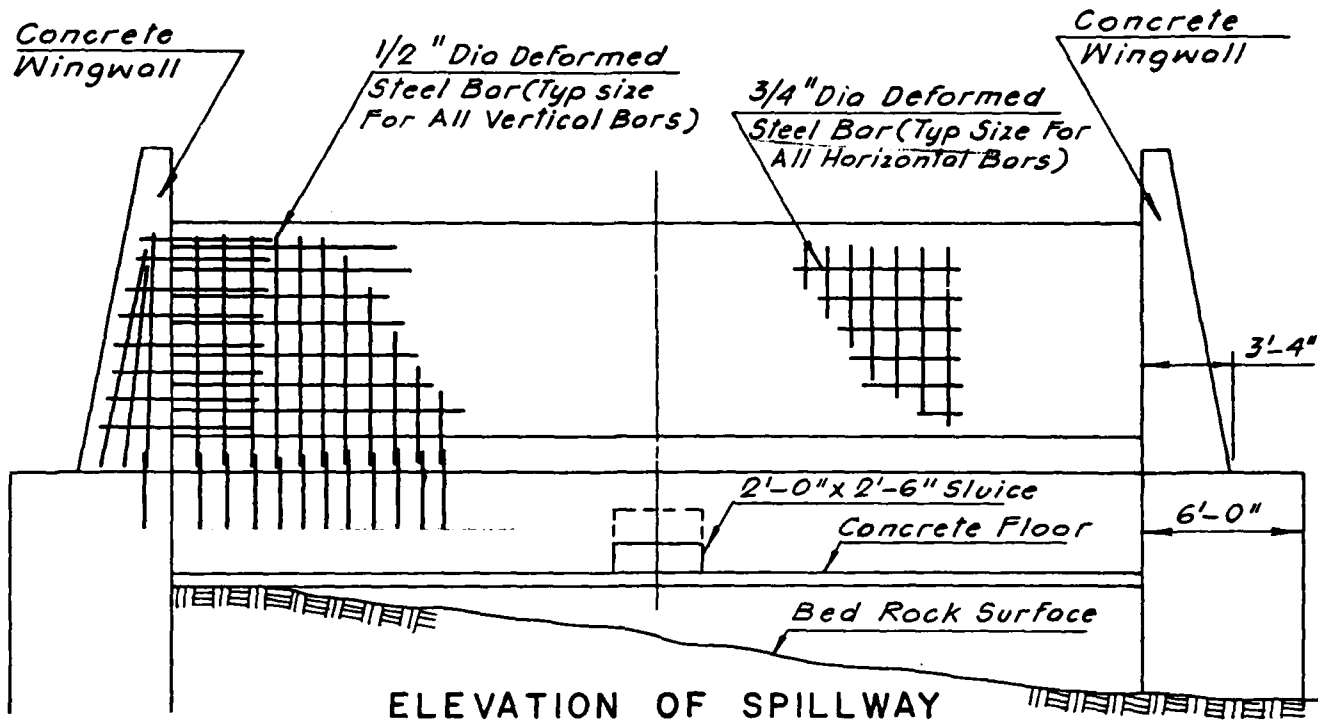 Concrete
Wingwall
1/2 "Dia Deformed
Steel Bar (Typ size
For All Vertical Bars)
3/4 "Dia Deformed
Steel Bar (Typ Size For
All Horizontal Bars)
Concrete
Wingwall
3'-4"
2'-0" x 2'-6" Sluice
Concrete Floor
6'-0"
Bed Rock Surface
ELEVATION OF SPILLWAY